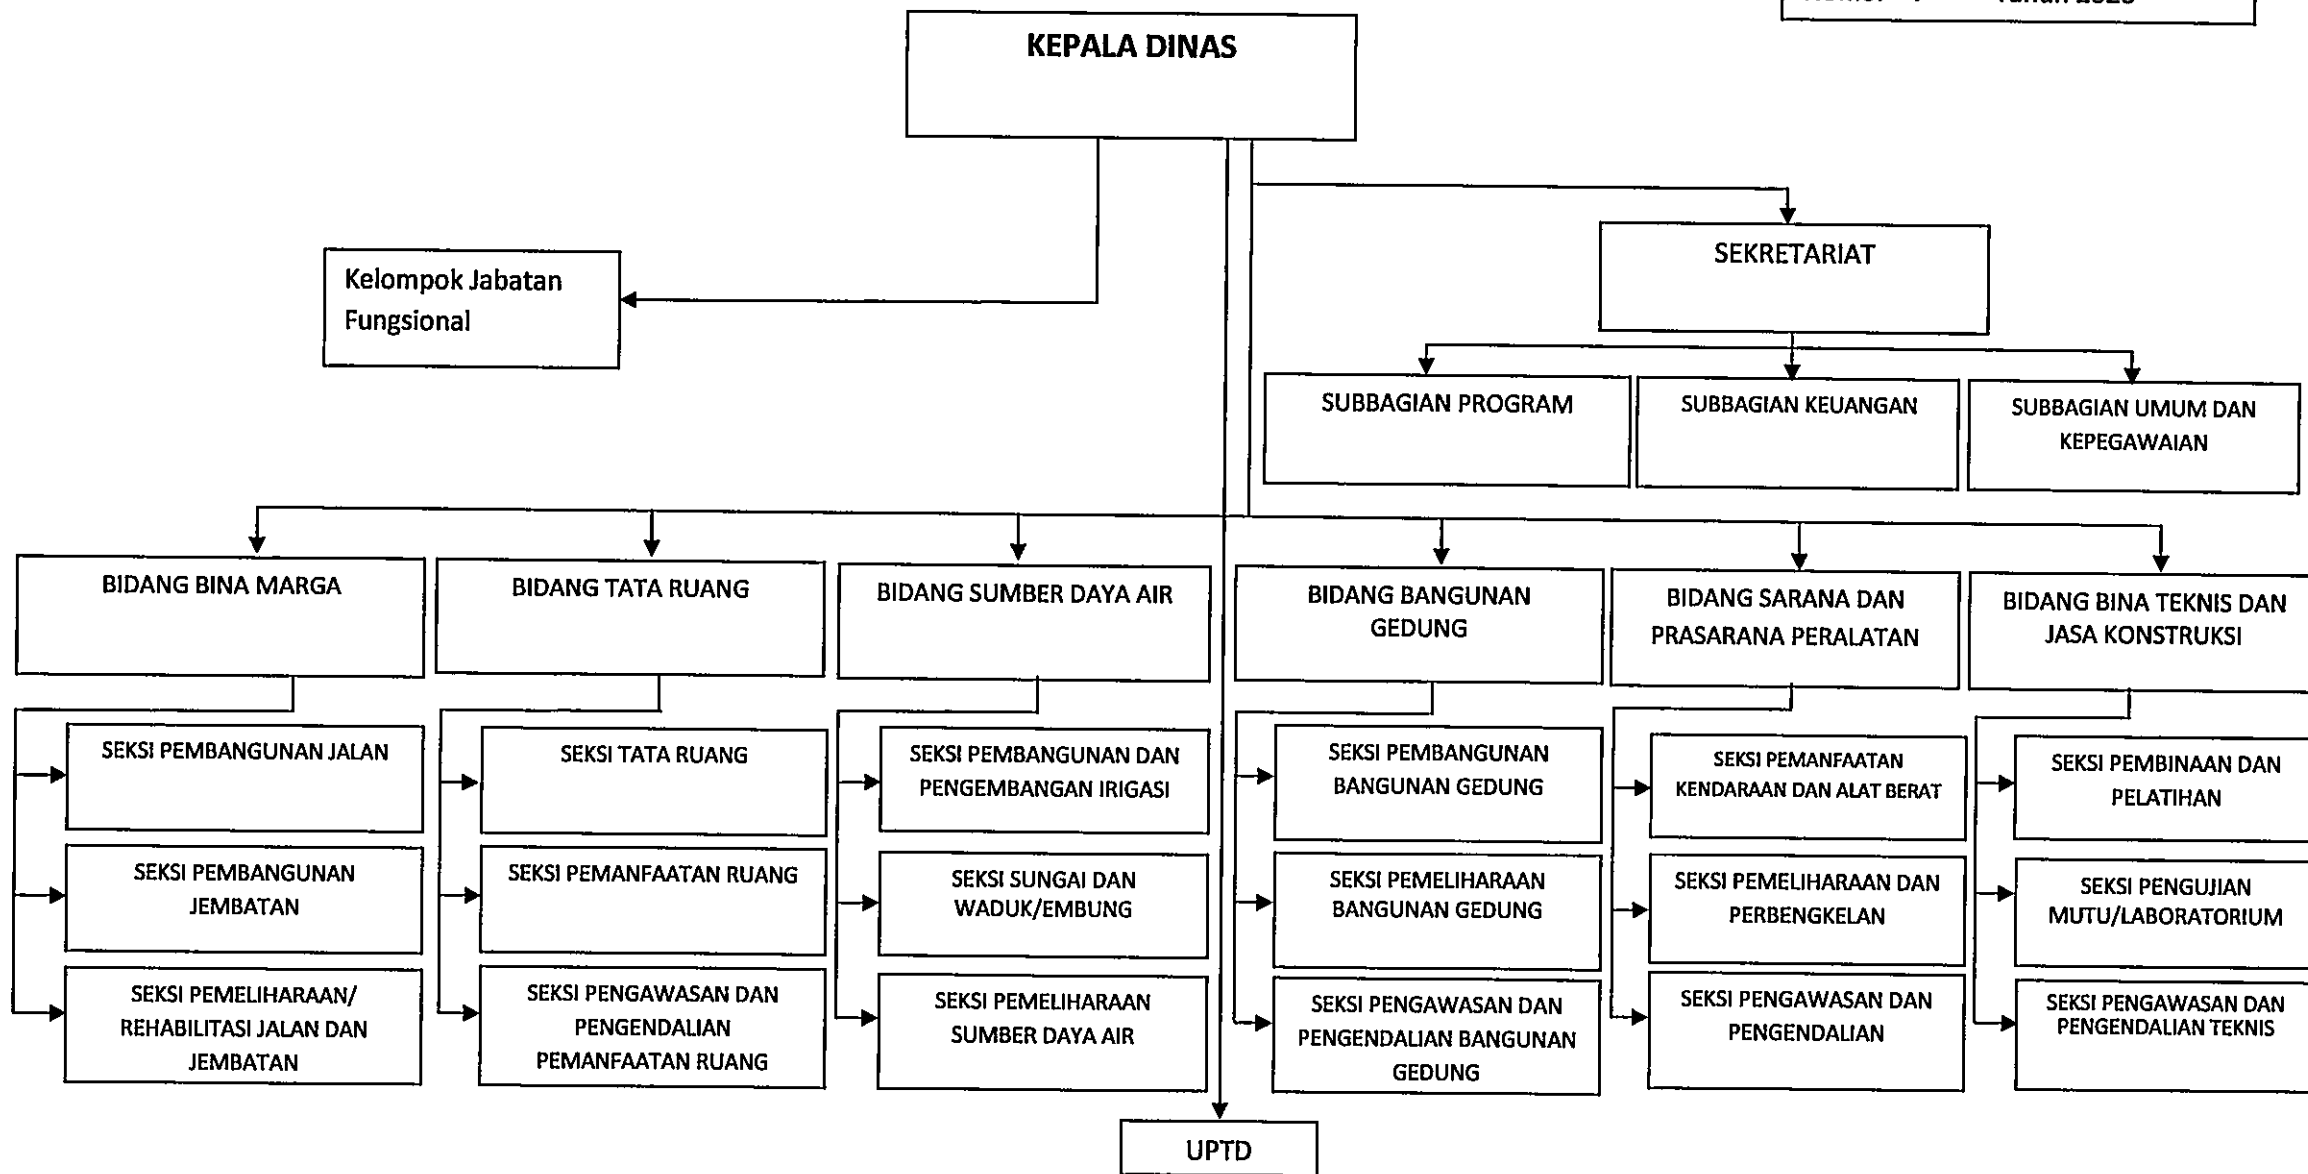 KEPALA DINAS
SEKRETARIAT
Kelompok Jabatan
Fungsional
SUBBAGIAN PROGRAM
SUBBAGIAN KEUANGAN
SUBBAGIAN UMUM DAN
KEPEGAWAIAN
BIDANG BINA MARGA
BIDANG TATA RUANG
BIDANG SUMBER DAYA AIR
BIDANG BANGUNAN
GEDUNG
BIDANG SARANA DAN
PRASARANA PERALATAN
BIDANG BINA TEKNIS DAN
JASA KONSTRUKSI
SEKSI PEMBANGUNAN JALAN
SEKSI TATA RUANG
SEKSI PEMBANGUNAN DAN
PENGEMBANGAN IRIGASI
SEKSI PEMBANGUNAN
BANGUNAN GEDUNG
SEKSI PEMANFAATAN
KENDARAAN DAN ALAT BERAT
SEKSI PEMBINAAN DAN
PELATIHAN
SEKSI PEMBANGUNAN
JEMBATAN
SEKSI PEMANFAATAN RUANG
SEKSI SUNGAI DAN
WADUK/EMBUNG
SEKSI PEMELIHARAAN
BANGUNAN GEDUNG
SEKSI PEMELIHARAAN DAN
PERBENGKELAN
SEKSI PENGUJIAN
MUTU/LABORATORIUM
SEKSI PEMELIHARAAN/
REHABILITASI JALAN DAN
JEMBATAN
SEKSI PENGAWASAN DAN
PENGENDALIAN
PEMANFAATAN RUANG
SEKSI PEMELIHARAAN
SUMBER DAYA AIR
SEKSI PENGAWASAN DAN
PENGENDALIAN BANGUNAN
GEDUNG
SEKSI PENGAWASAN DAN
PENGENDALIAN
SEKSI PENGAWASAN DAN
PENGENDALIAN TEKNIS
UPTD